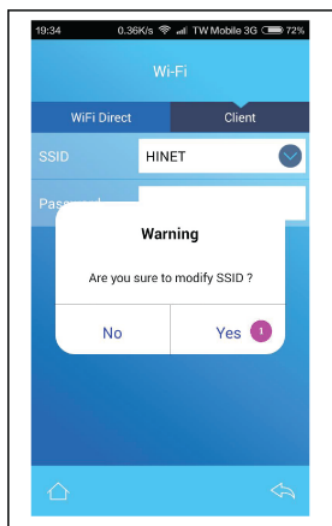 19:34 0.36K/s TW Mobile 3G 72%
Wi-Fi
WiFi Direct Client
SSID HINET
Warning
Are you sure to modify SSID ?
No Yes 1